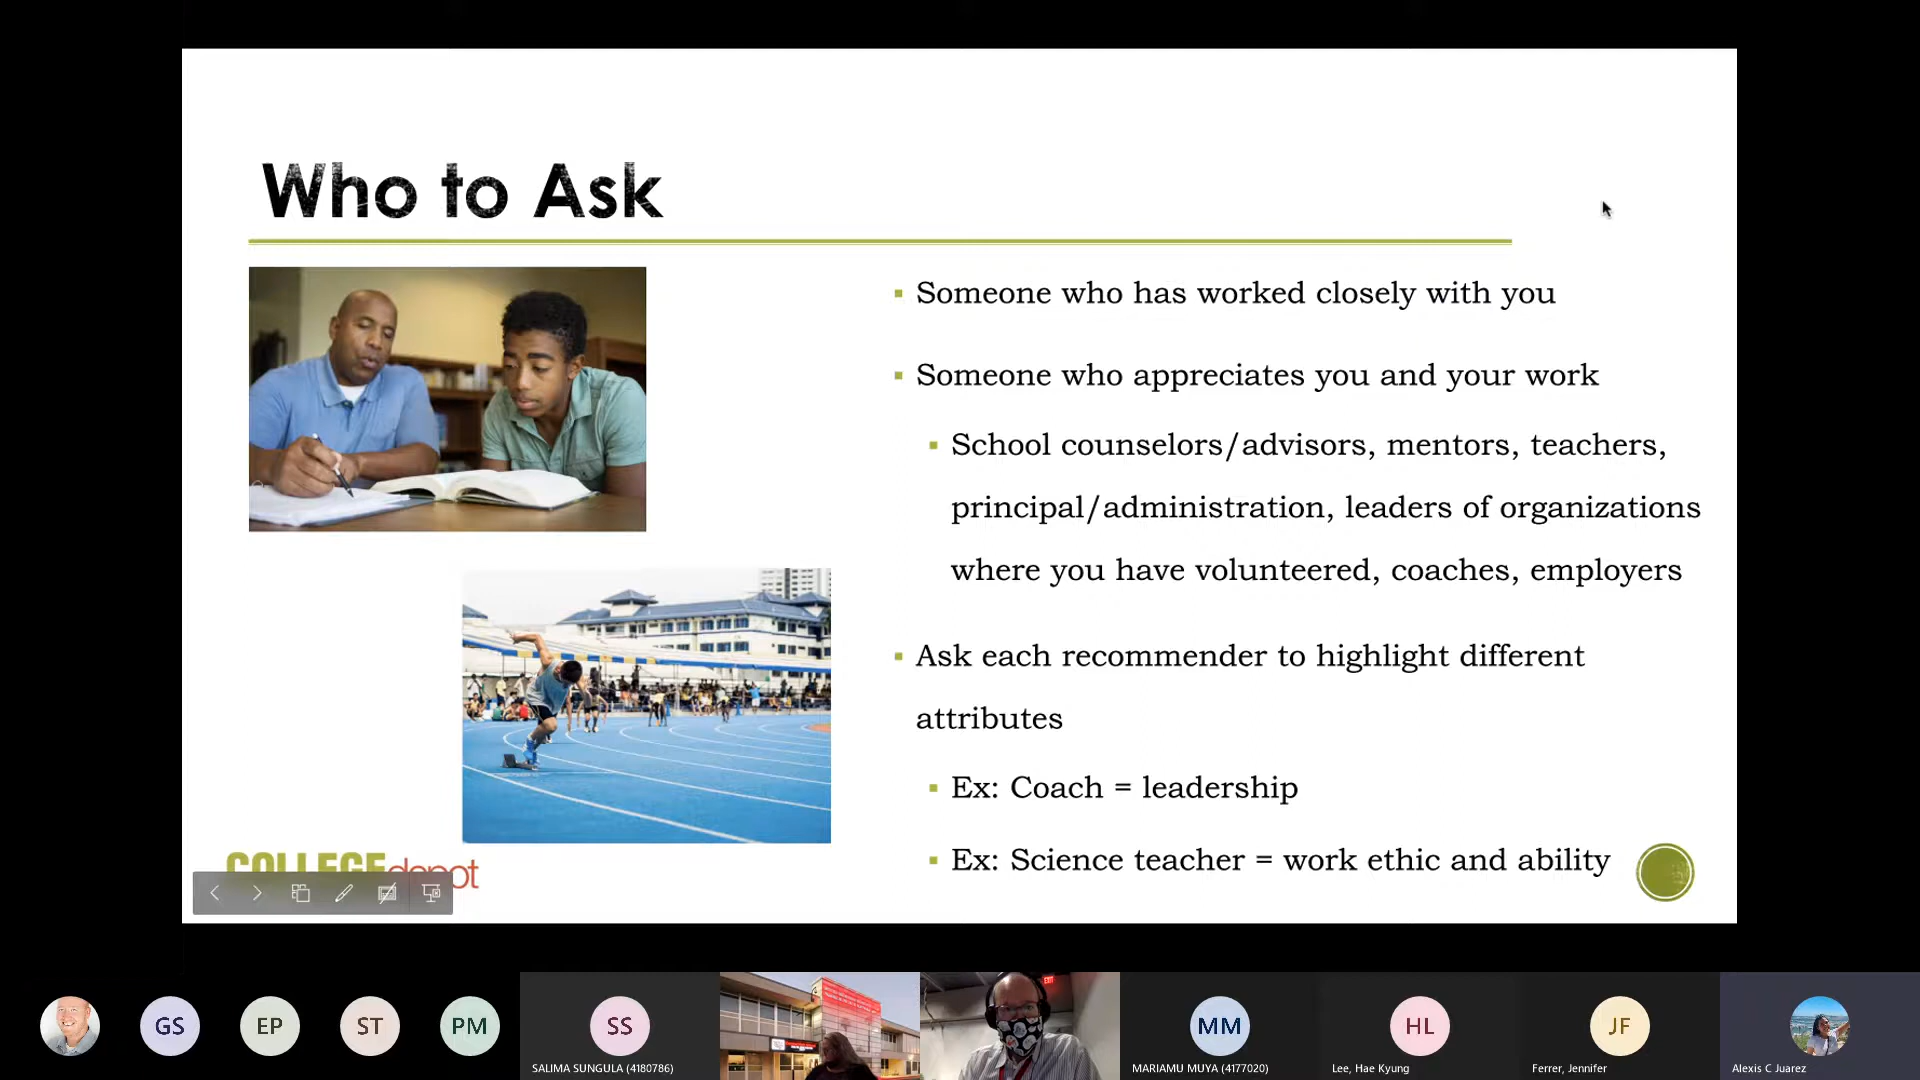 Who to Ask
Someone who has worked closely with you
Someone who appreciates you and your work
School counselors/advisors, mentors, teachers,
principal/administration, leaders of organizations
where you have volunteered, coaches, employers
Ask each recommender to highlight different
attributes
Ex: Coach = leadership
Ex: Science teacher = work ethic and ability
COLLEGE depot
GS
EP
ST
PM
SS
SALIMA SUNGULA (4180786)
EXIT
MM
MARIAMU MUYA (4177020)
HL
Lee, Hae Kyung
JF
Ferrer, Jennifer
Alexis C Juarez